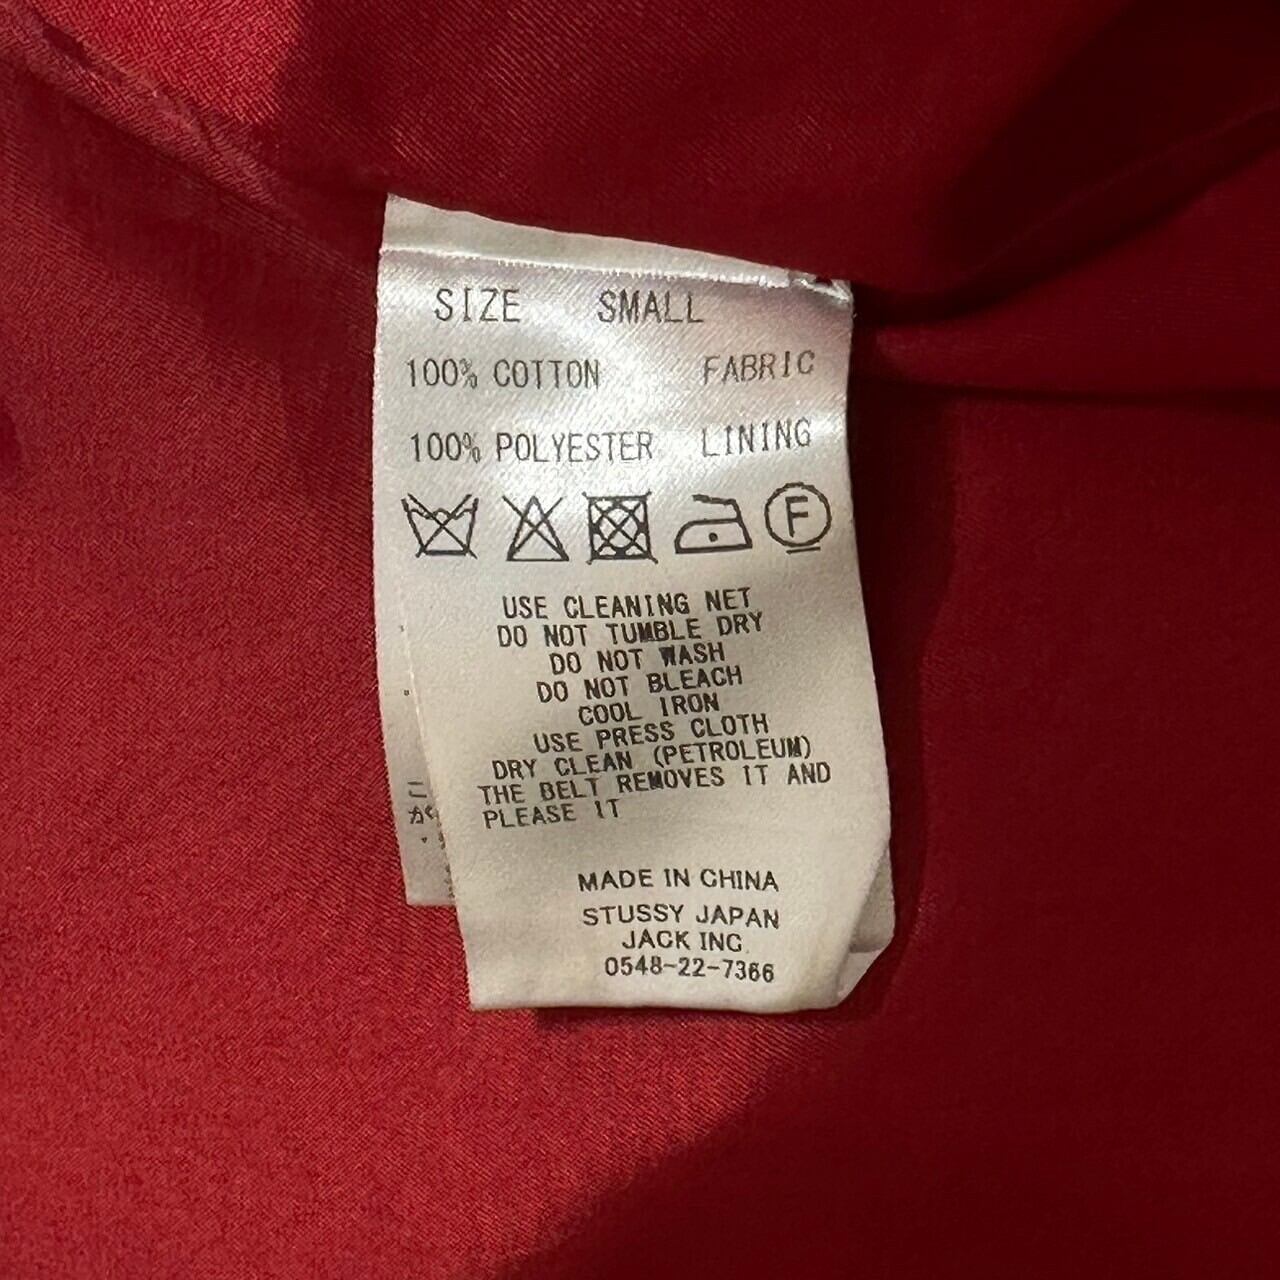 SIZE SMALL
100% COTTON FABRIC
100% POLYESTER LINING
F
USE CLEANING NET
DO NOT TUMBLE DRY
DO NOT WASH
DO NOT BLEACH
COOL IRON
USE PRESS CLOTH
DRY CLEAN (PETROLEUM)
THE BELT REMOVES IT AND
PLEASE IT
MADE IN CHINA
STUSSY JAPAN
JACK INC.
0548-22-7366
こ
が